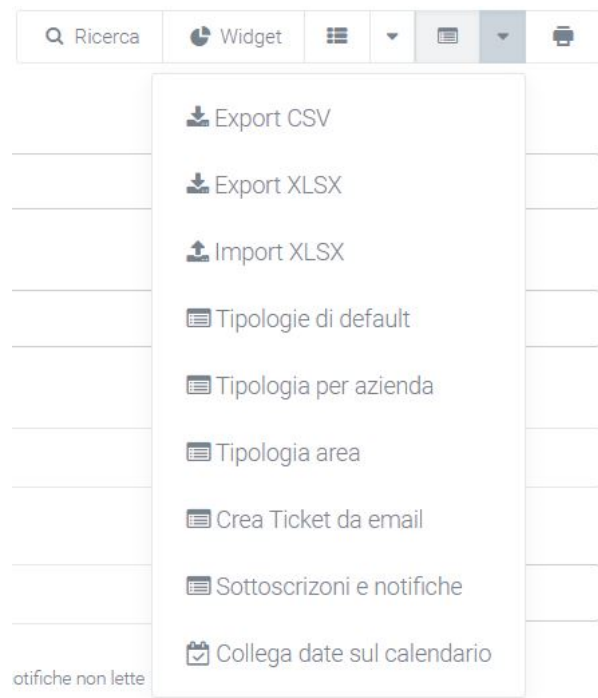 Ricerca Widget
Export CSV
Export XLSX
Import XLSX
Tipologie di default
Tipologia per azienda
Tipologia area
Crea Ticket da email
Sottoscrizoni e notifiche
Collega date sul calendario
otifiche non lette